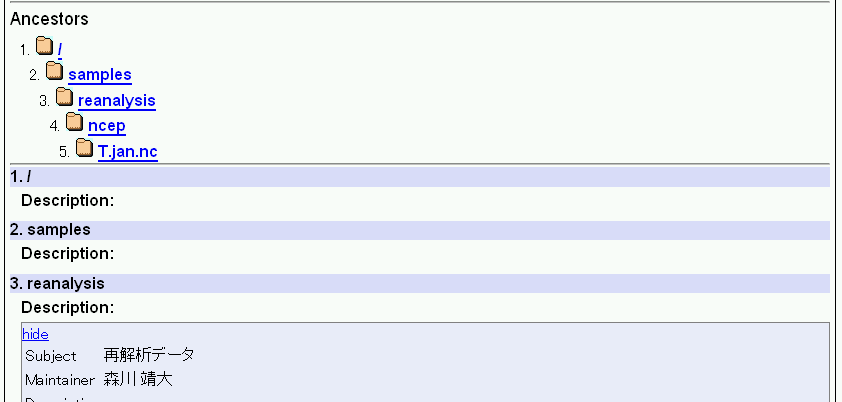 Ancestors
1. /
2. samples
3. reanalysis
4. ncep
5. T.jan.nc
1. /
Description:
2. samples
Description:
3. reanalysis
Description:
hide
Subject 再解析データ
Maintainer 森川 靖大